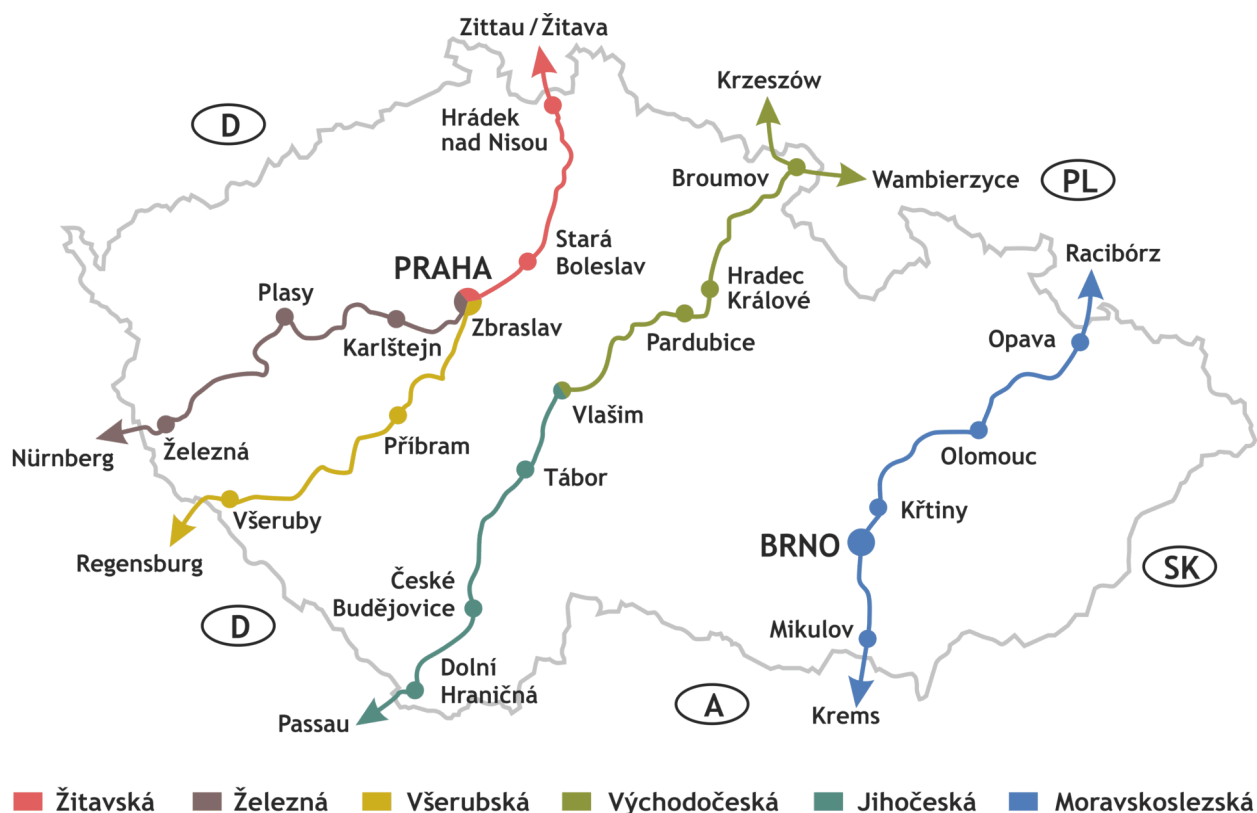 Zittau / Žitava
Krzeszów
D
Hrádek
nad Nisou
Broumov
Wambierzyce
PL
Stará
Boleslav
Racibórz
PRAHA
Plasy
Hradec
Králové
Zbraslav
Karlštejn
Pardubice
Opava
Vlašim
Železná
Příbram
Nürnberg
Olomouc
Tábor
Všeruby
Křtiny
BRNO
Regensburg
SK
České
Budějovice
D
Mikulov
Dolní
Hraničná
A
Passau
Krems
Žitavská
Železná
Všerubská
Východočeská
Jihočeská
Moravskoslezská